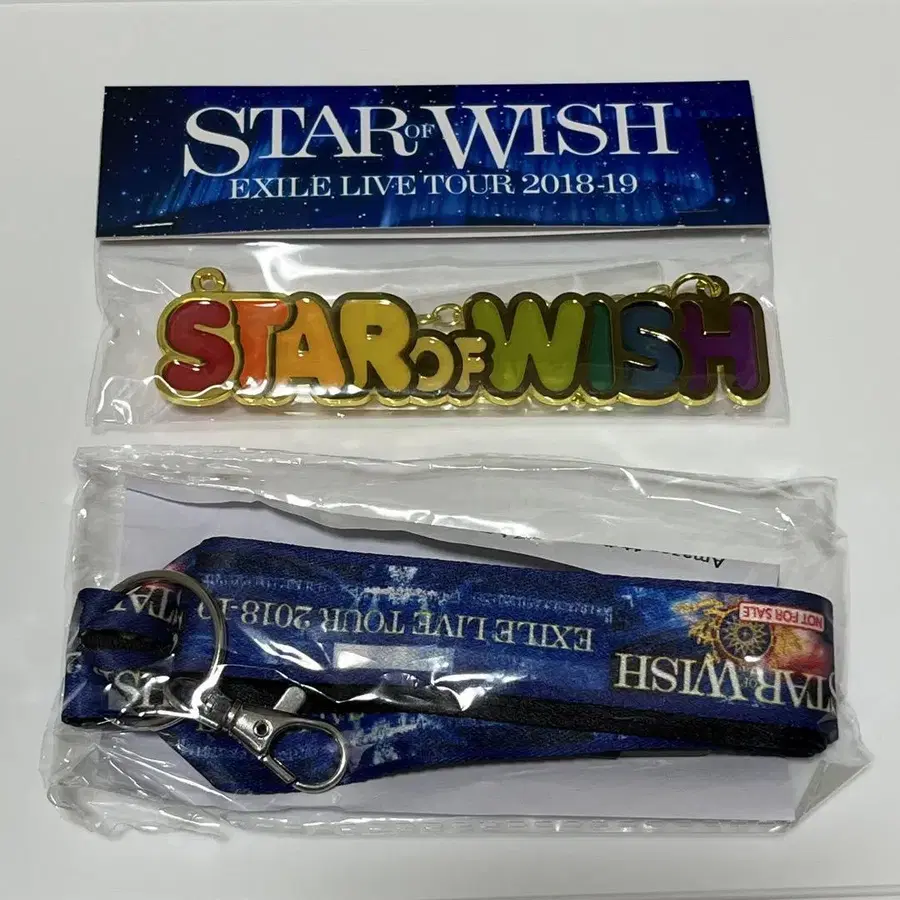 STAR OF WISH
EXILE LIVE TOUR 2018-19
STAR OF WISH
EXILE LIVE TOUR 2018-19
NOT FOR SALE
STAR OF WISH